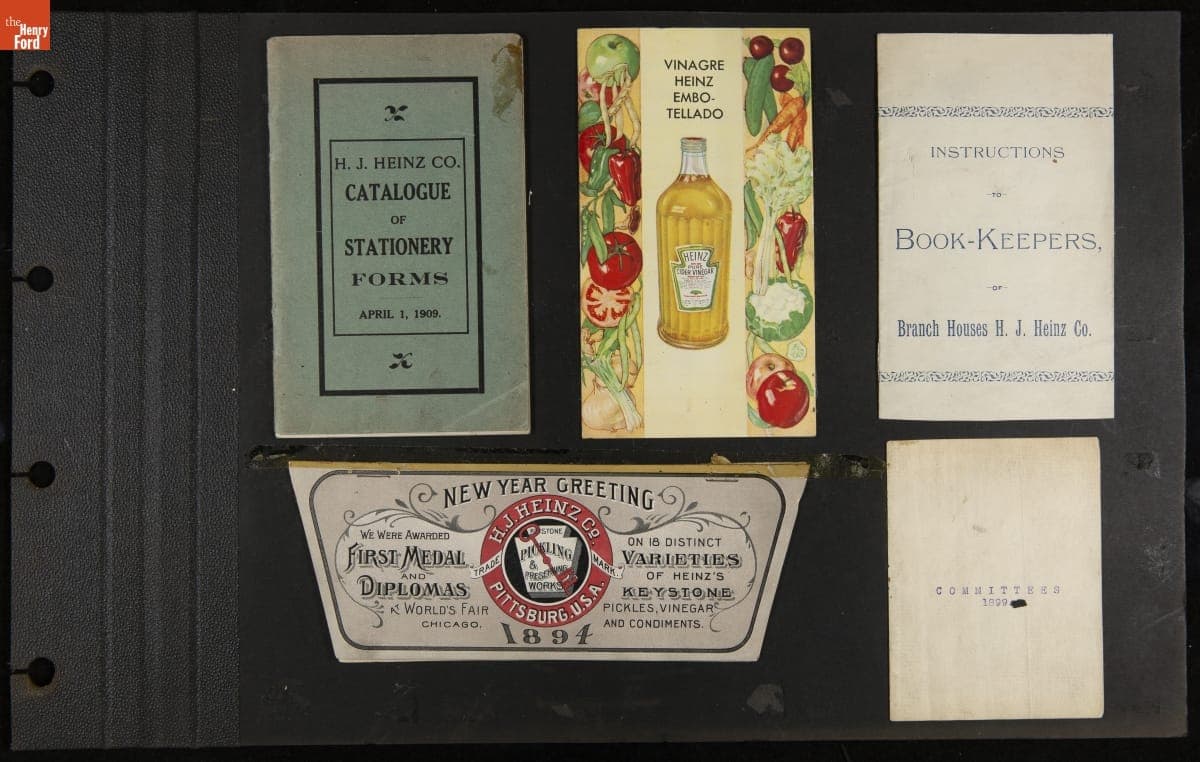 the
Henry
Ford
H. J. HEINZ CO.
CATALOGUE
OF
STATIONERY
FORMS
APRIL 1, 1909.
VINAGRE
HEINZ
EMBO-
TELLADO
HEINZ
PURE
CIDER VINEGAR
INSTRUCTIONS
TO
BOOK-KEEPERS,
OF
Branch Houses H. J. Heinz Co.
NEW YEAR GREETING
WE WERE AWARDED
FIRST MEDAL
AND
DIPLOMAS
AT WORLD'S FAIR
CHICAGO.
H.J. HEINZ CO.
KEYSTONE
PICKLING
&
PRESERVING
WORKS
TRADE MARK
PITTSBURG, U.S.A.
1894
ON 18 DISTINCT
VARIETIES
OF HEINZ'S
KEYSTONE
PICKLES, VINEGAR
AND CONDIMENTS.
COMMITTEES
1899